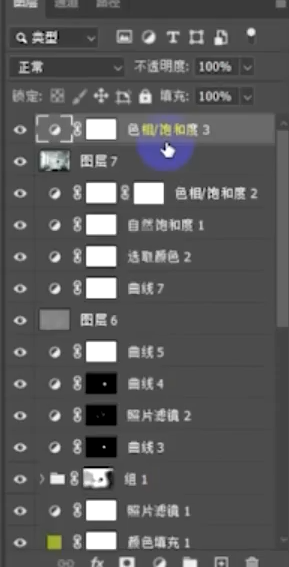 图层 通道 路径
类型
正常 不透明度: 100%
锁定: 填充: 100%
色相/饱和度 3
图层 7
色相/饱和度 2
自然饱和度 1
选取颜色 2
曲线 7
图层 6
曲线 5
曲线 4
照片滤镜 2
曲线 3
组 1
照片滤镜 1
颜色填充 1
fx